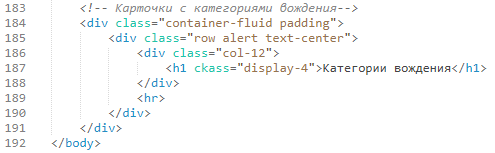 183 <!-- Карточки с категориями вождения-->
184 <div class="container-fluid padding">
185 <div class="row alert text-center">
186 <div class="col-12">
187 <h1 ckass="display-4">Категории вождения</h1>
188 </div>
189 <hr>
190 </div>
191 </div>
192 </body>